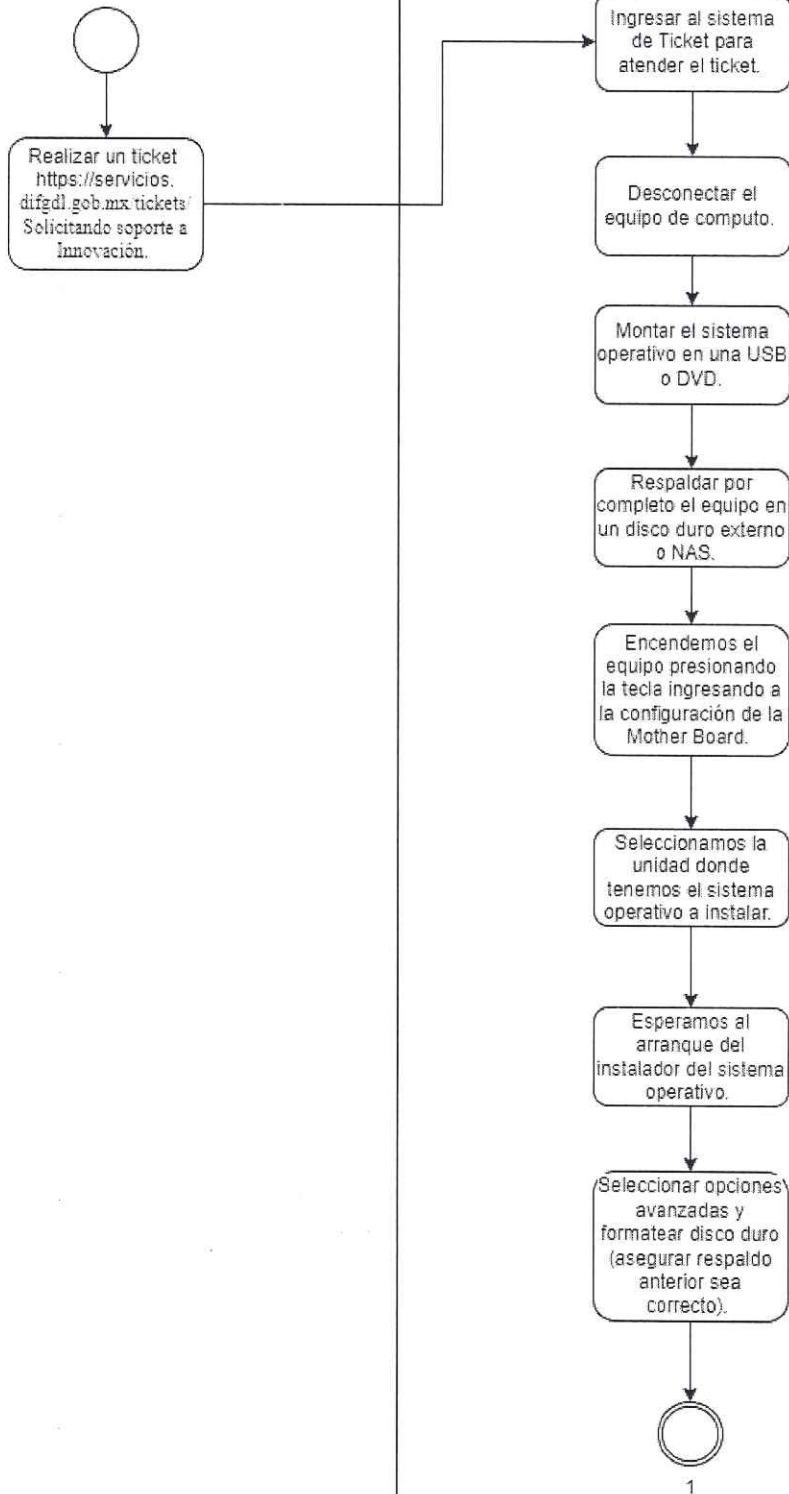 Realizar un ticket
https://servicios.
difgdl.gob.mx/tickets/
Solicitando soporte a
Innovación.
Ingresar al sistema
de Ticket para
atender el ticket.
Desconectar el
equipo de computo.
Montar el sistema
operativo en una USB
o DVD.
Respaldar por
completo el equipo en
un disco duro externo
o NAS.
Encendemos el
equipo presionando
la tecla ingresando a
la configuración de la
Mother Board.
Seleccionamos la
unidad donde
tenemos el sistema
operativo a instalar.
Esperamos al
arranque del
instalador del sistema
operativo.
Seleccionar opciones
avanzadas y
formatear disco duro
(asegurar respaldo
anterior sea
correcto).
1